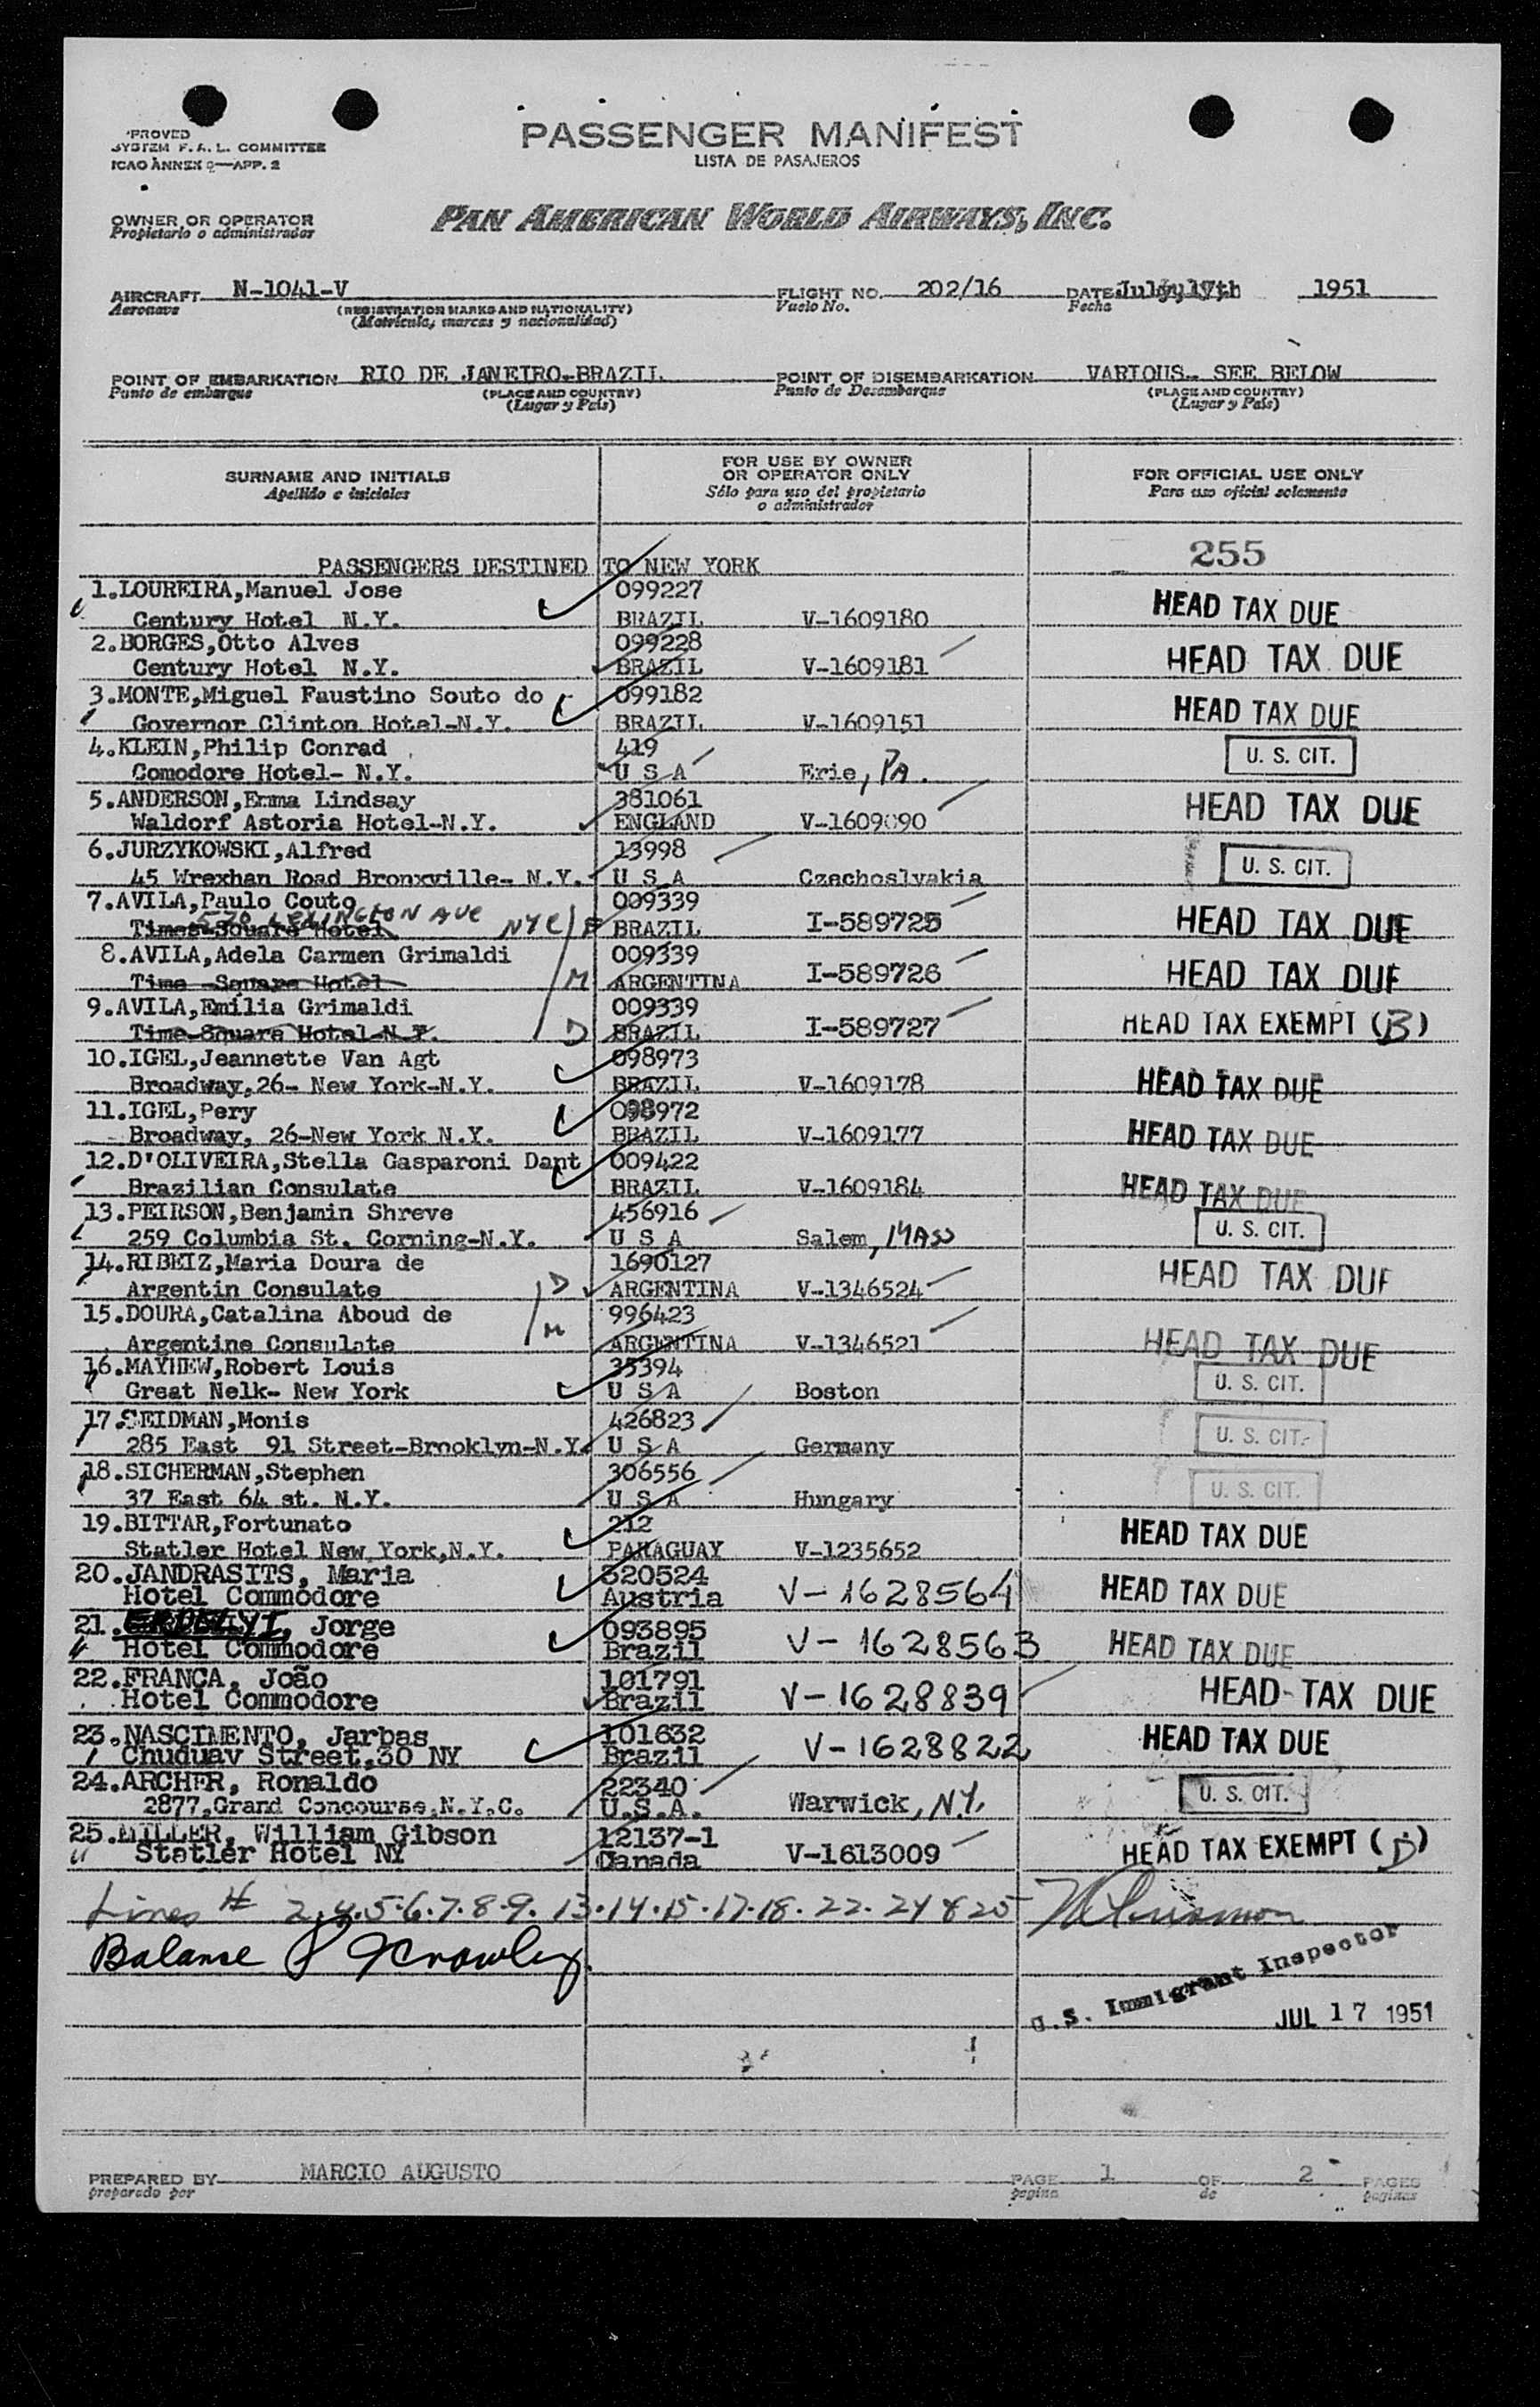 PROVED
SYSTEM F. A. L. COMMITTEE
ICAO ANNEX 9—APP. 2
PASSENGER MANIFEST
LISTA DE PASAJEROS
OWNER OR OPERATOR
Propietario o administrador
PAN AMERICAN WORLD AIRWAYS, INC.
AIRCRAFT N-1041-V FLIGHT NO. 202/16 DATE July 17th 1951
Aeronave (REGISTRATION MARKS AND NATIONALITY) Vuelo No. Fecha
(Matrícula, marcas y nacionalidad)
POINT OF EMBARKATION RIO DE JANEIRO-BRAZIL POINT OF DISEMBARKATION VARIOUS- SEE BELOW
Punto de embarque (PLACE AND COUNTRY) Punto de Desembarque (PLACE AND COUNTRY)
(Lugar y País) (Lugar y País)
SURNAME AND INITIALS FOR USE BY OWNER OR OPERATOR ONLY FOR OFFICIAL USE ONLY
Apellido e iniciales Sólo para uso del propietario o administrador Para uso oficial solamente
PASSENGERS DESTINED TO NEW YORK 255
1.LOUREIRA,Manuel Jose 099227
Century Hotel N.Y. BRAZIL V-1609180 HEAD TAX DUE
2.BORGES,Otto Alves 099228
Century Hotel N.Y. BRAZIL V-1609181 HEAD TAX DUE
3.MONTE,Miguel Faustino Souto do 099182
Governor Clinton Hotel-N.Y. BRAZIL V-1609151 HEAD TAX DUE
4.KLEIN,Philip Conrad 419
Comodore Hotel- N.Y. U S A Erie, PA. U. S. CIT.
5.ANDERSON,Emma Lindsay 381061
Waldorf Astoria Hotel-N.Y. ENGLAND V-1609090 HEAD TAX DUE
6.JURZYKOWSKI,Alfred 13998
45 Wrexhan Road Bronxville- N.Y. U S A Czechoslvakia U. S. CIT.
7.AVILA,Paulo Couto 009339
Times Square Hotel 570 LEXINGTON AVE NYC BRAZIL I-589725 HEAD TAX DUE
8.AVILA,Adela Carmen Grimaldi 009339
Time Square Hotel M ARGENTINA I-589726 HEAD TAX DUE
9.AVILA,Emilia Grimaldi 009339
Time Square Hotel N.Y. D BRAZIL I-589727 HEAD TAX EXEMPT (B)
10.IGEL,Jeannette Van Agt 098973
Broadway,26- New York-N.Y. BRAZIL V-1609178 HEAD TAX DUE
11.IGEL,Pery 098972
Broadway, 26-New York N.Y. BRAZIL V-1609177 HEAD TAX DUE
12.D'OLIVEIRA,Stella Gasparoni Dant 009422
Brazilian Consulate BRAZIL V-1609184 HEAD TAX DUE
13.PEIRSON,Benjamin Shreve 456916
259 Columbia St. Corning-N.Y. U S A Salem, MASS U. S. CIT.
14.RIBEIZ,Maria Doura de 1690127
Argentin Consulate D ARGENTINA V-1346524 HEAD TAX DUE
15.DOURA,Catalina Aboud de 996423
Argentine Consulate M ARGENTINA V-1346521 HEAD TAX DUE
16.MAYHEW,Robert Louis 35394
Great Nelk- New York U S A Boston U. S. CIT.
17.SEIDMAN,Monis 426823
285 East 91 Street-Brooklyn-N.Y. U S A Germany U. S. CIT.
18.SICHERMAN,Stephen 306556
37 East 64 st. N.Y. U S A Hungary U. S. CIT.
19.BITTAR,Fortunato 212
Statler Hotel New York,N.Y. PARAGUAY V-1235652 HEAD TAX DUE
20.JANDRASITS, Maria 520524
Hotel Commodore Austria V-1628564 HEAD TAX DUE
21.ERDELYI, Jorge 093895
Hotel Commodore Brazil V-1628563 HEAD TAX DUE
22.FRANCA, João 101791
Hotel Commodore Brazil V-1628839 HEAD TAX DUE
23.NASCIMENTO, Jarbas 101632
Chuduav Street,30 NY Brazil V-1628822 HEAD TAX DUE
24.ARCHER, Ronaldo 22340
2877,Grand Concourse,N.Y.C. U.S.A. Warwick, N.Y. U. S. CIT.
25.MILLER, William Gibson 12137-1
Statler Hotel NY Canada V-1613009 HEAD TAX EXEMPT (D)
Lines # 2.4.5.6.7.8.9.13.14.15.17.18.22.24 & 25
Balance Crowley
U.S. Immigrant Inspector
JUL 17 1951
PREPARED BY MARCIO AUGUSTO PAGE 1 OF 2 PAGES
preparado por pagina de paginas